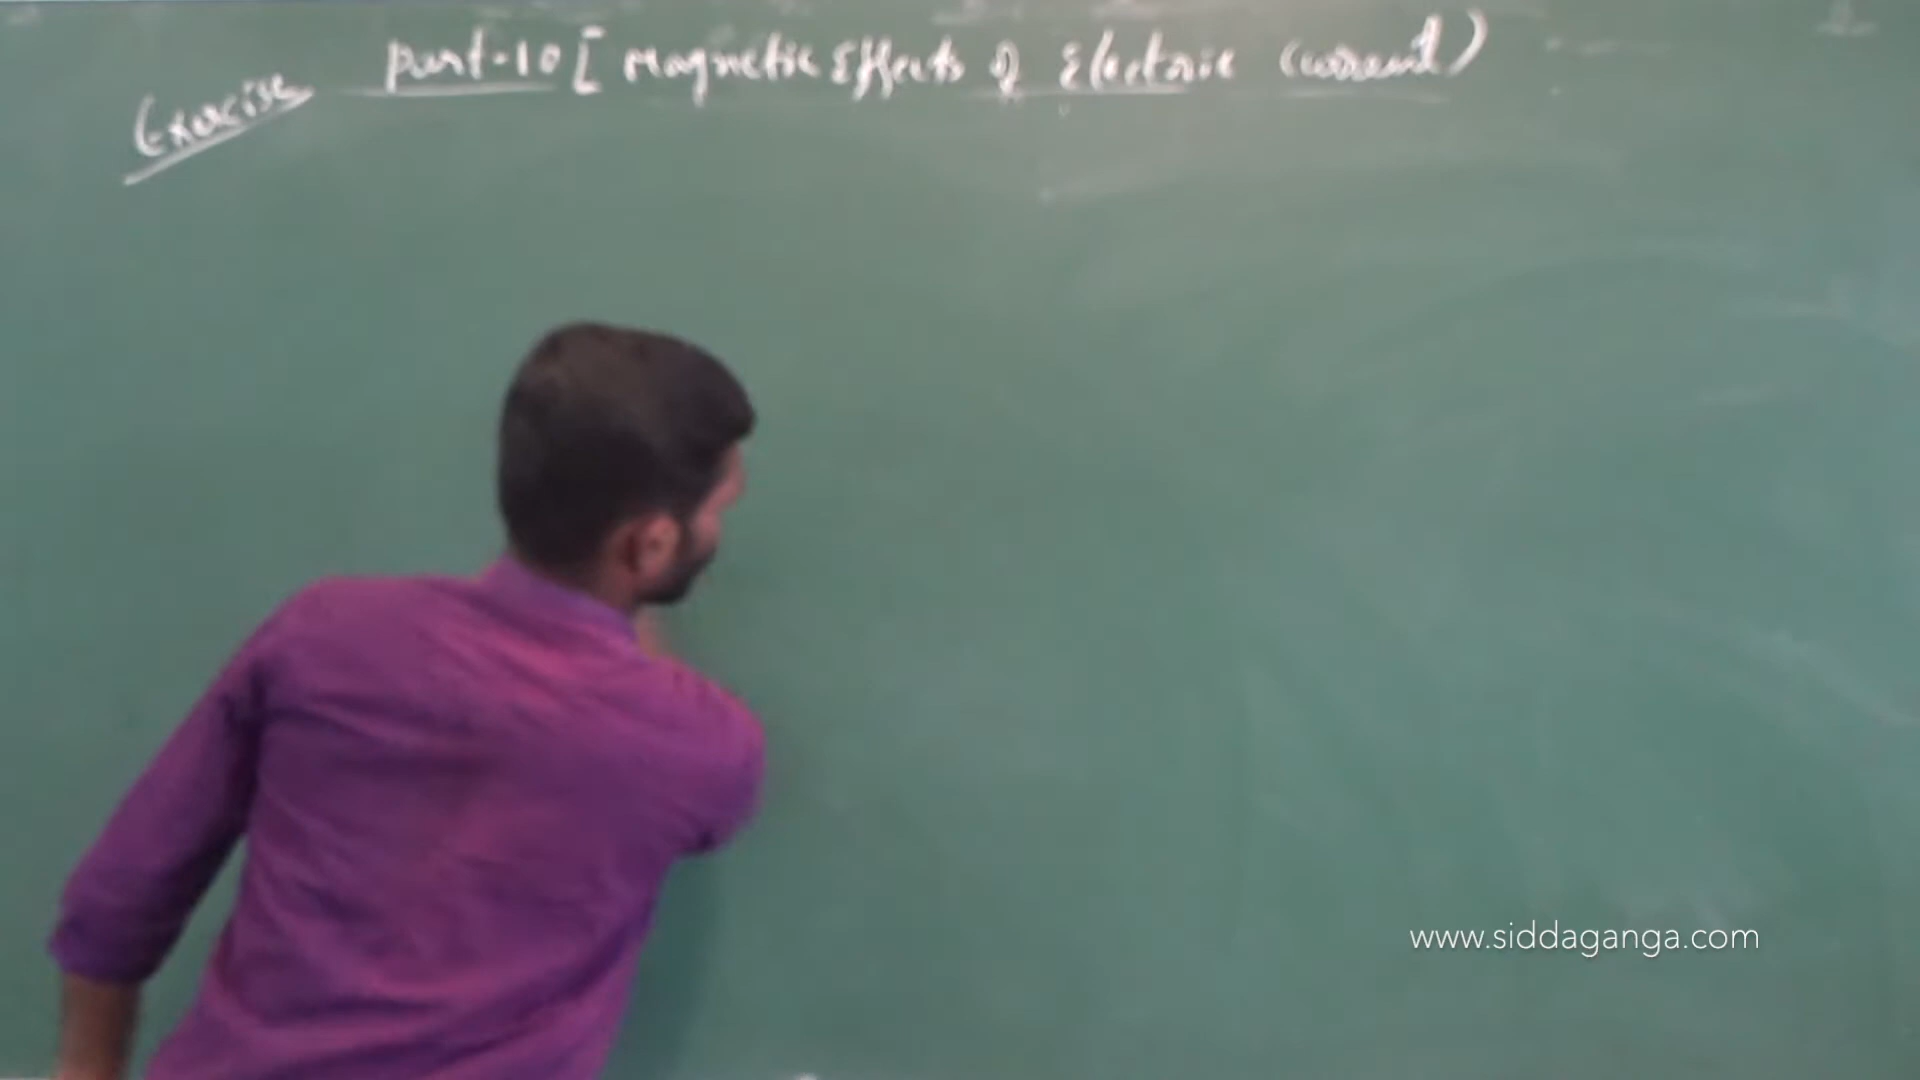 part-10 [ Magnetic Effects of Electric Current )
Exercise
www.siddaganga.com